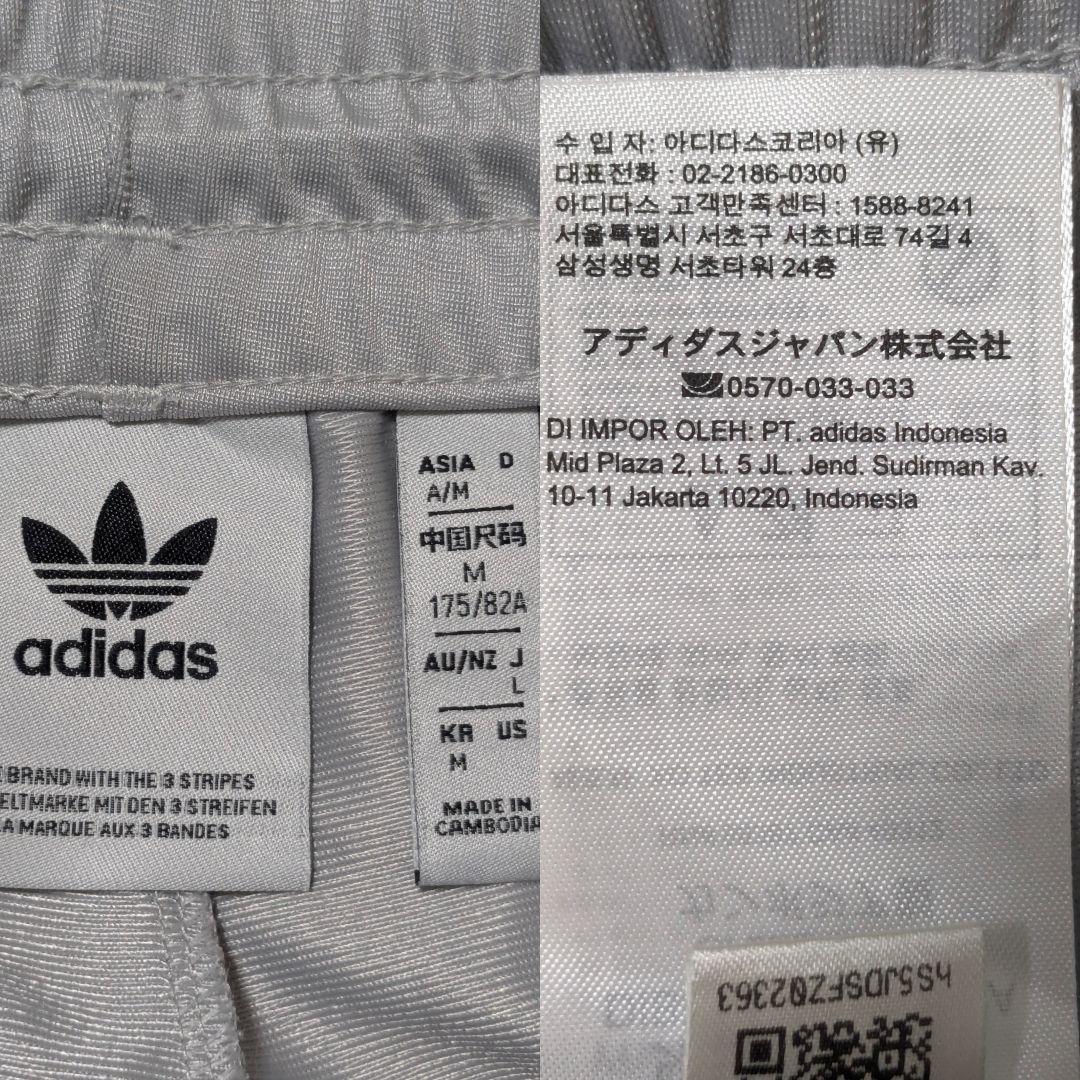 adidas
BRAND WITH THE 3 STRIPES
ELTMARKE MIT DEN 3 STREIFEN
LA MARQUE AUX 3 BANDES
ASIA D
A/M
中国尺码
M
175/82A
AU/NZ J
L
KR US
M
MADE IN
CAMBODIA
수 입 자: 아디다스코리아 (유)
대표전화 : 02-2186-0300
아디다스 고객만족센터 : 1588-8241
서울특별시 서초구 서초대로 74길 4
삼성생명 서초타워 24층
アディダスジャパン株式会社
0570-033-033
DI IMPOR OLEH: PT. adidas Indonesia
Mid Plaza 2, Lt. 5 JL. Jend. Sudirman Kav.
10-11 Jakarta 10220, Indonesia
hS5JDSFZ02363